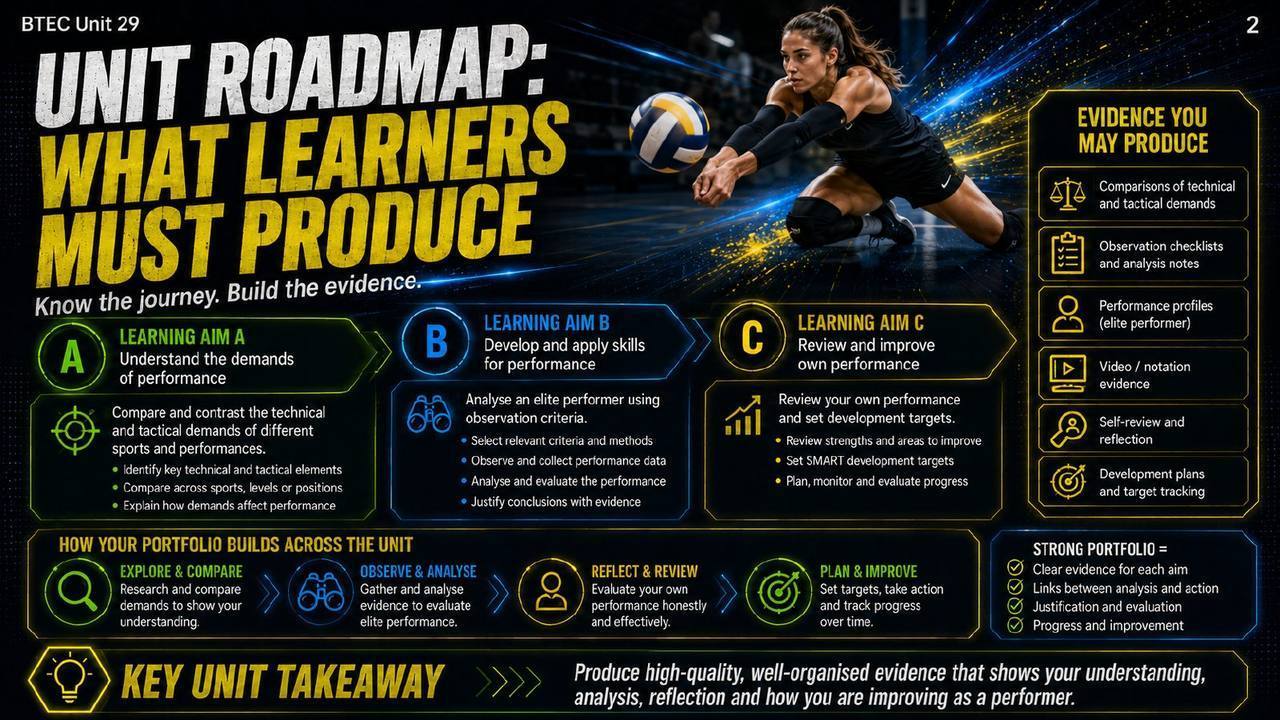 BTEC Unit 29
2
UNIT ROADMAP:
WHAT LEARNERS
MUST PRODUCE
Know the journey. Build the evidence.
A
LEARNING AIM A
Understand the demands
of performance
Compare and contrast the technical
and tactical demands of different
sports and performances.
• Identify key technical and tactical elements
• Compare across sports, levels or positions
• Explain how demands affect performance
B
LEARNING AIM B
Develop and apply skills
for performance
Analyse an elite performer using
observation criteria.
• Select relevant criteria and methods
• Observe and collect performance data
• Analyse and evaluate the performance
• Justify conclusions with evidence
C
LEARNING AIM C
Review and improve
own performance
Review your own performance
and set development targets.
• Review strengths and areas to improve
• Set SMART development targets
• Plan, monitor and evaluate progress
EVIDENCE YOU
MAY PRODUCE
Comparisons of technical
and tactical demands
Observation checklists
and analysis notes
Performance profiles
(elite performer)
Video / notation
evidence
Self-review and
reflection
Development plans
and target tracking
HOW YOUR PORTFOLIO BUILDS ACROSS THE UNIT
EXPLORE & COMPARE
Research and compare
demands to show your
understanding.
OBSERVE & ANALYSE
Gather and analyse
evidence to evaluate
elite performance.
REFLECT & REVIEW
Evaluate your own
performance honestly
and effectively.
PLAN & IMPROVE
Set targets, take action
and track progress
over time.
STRONG PORTFOLIO =
Clear evidence for each aim
Links between analysis and action
Justification and evaluation
Progress and improvement
KEY UNIT TAKEAWAY
Produce high-quality, well-organised evidence that shows your understanding,
analysis, reflection and how you are improving as a performer.